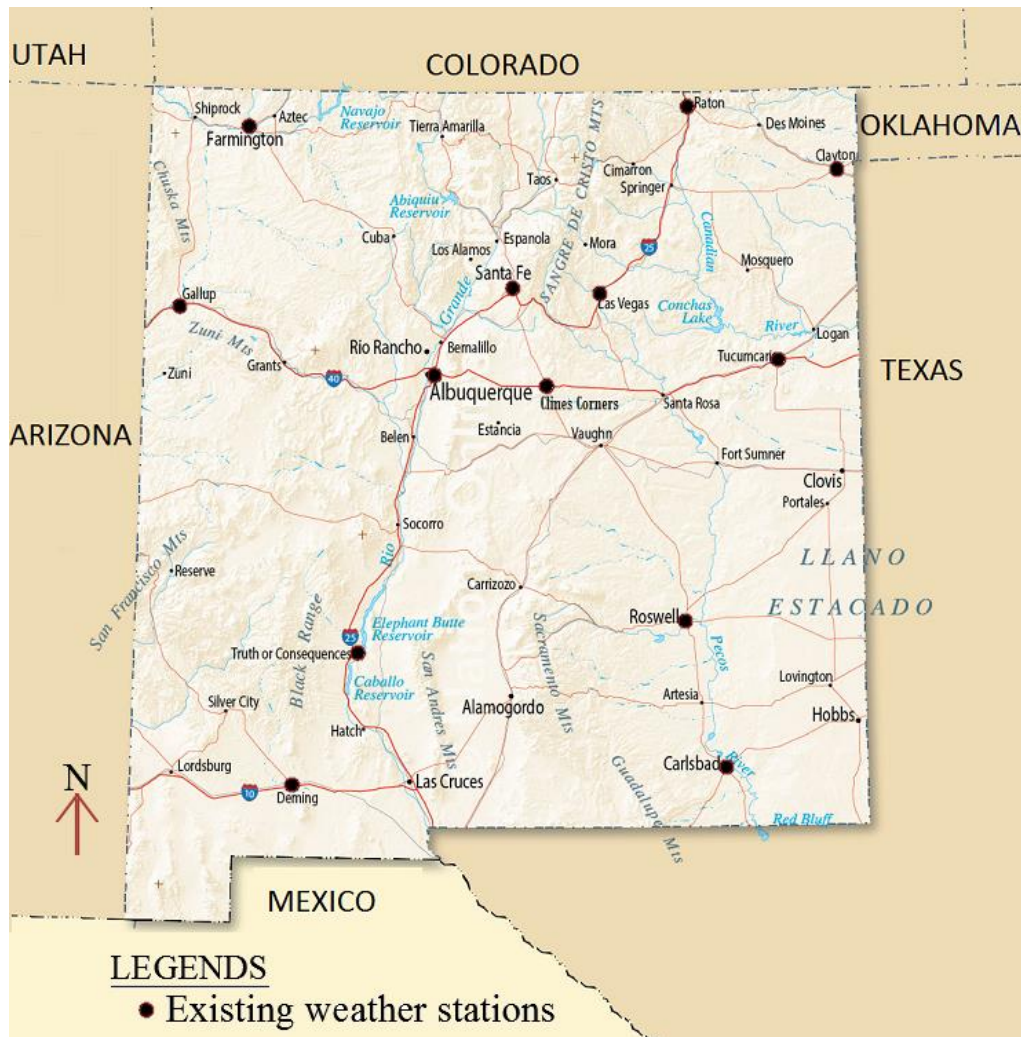 UTAH
COLORADO
OKLAHOMA
ARIZONA
TEXAS
MEXICO
Shiprock
Aztec
Farmington
Navajo
Reservoir
Tierra Amarilla
Raton
Des Moines
Clayton
Cimarron
Springer
Taos
SANGRE DE CRISTO MTS
Chuska Mts
Abiquiu
Reservoir
Cuba
Los Alamos
Espanola
Mora
25
Canadian
Mosquero
Santa Fe
Las Vegas
Conchas
Lake
River
Logan
Gallup
Grande
Zuni Mts
Rio Rancho
Bernalillo
Tucumcari
Zuni
Grants
40
Albuquerque
Clines Corners
Santa Rosa
Belen
Estancia
Vaughn
Fort Sumner
Clovis
Portales
Socorro
Rio
San Francisco Mts
Reserve
LLANO
ESTACADO
Carrizozo
Roswell
Pecos
Black Range
Elephant Butte
Reservoir
25
Truth or Consequences
Caballo
Reservoir
San Andres Mts
Sacramento Mts
Silver City
Alamogordo
Artesia
Lovington
Hobbs
Hatch
Lordsburg
10
Deming
Las Cruces
Carlsbad
River
Guadalupe Mts
Red Bluff
N
LEGENDS
Existing weather stations